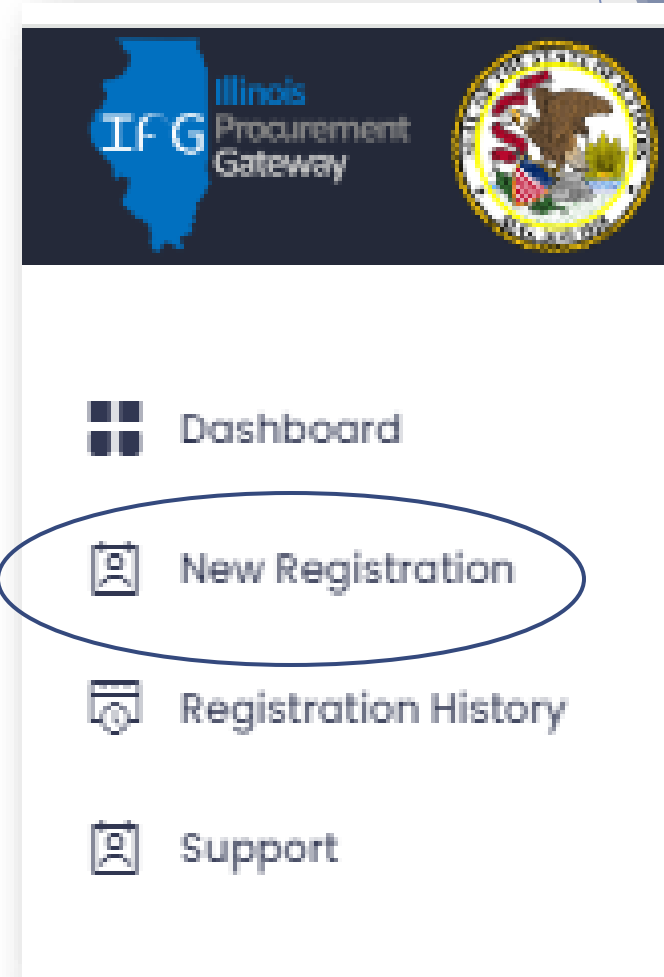 IPG
Illinois
Procurement
Gateway
Dashboard
New Registration
Registration History
Support